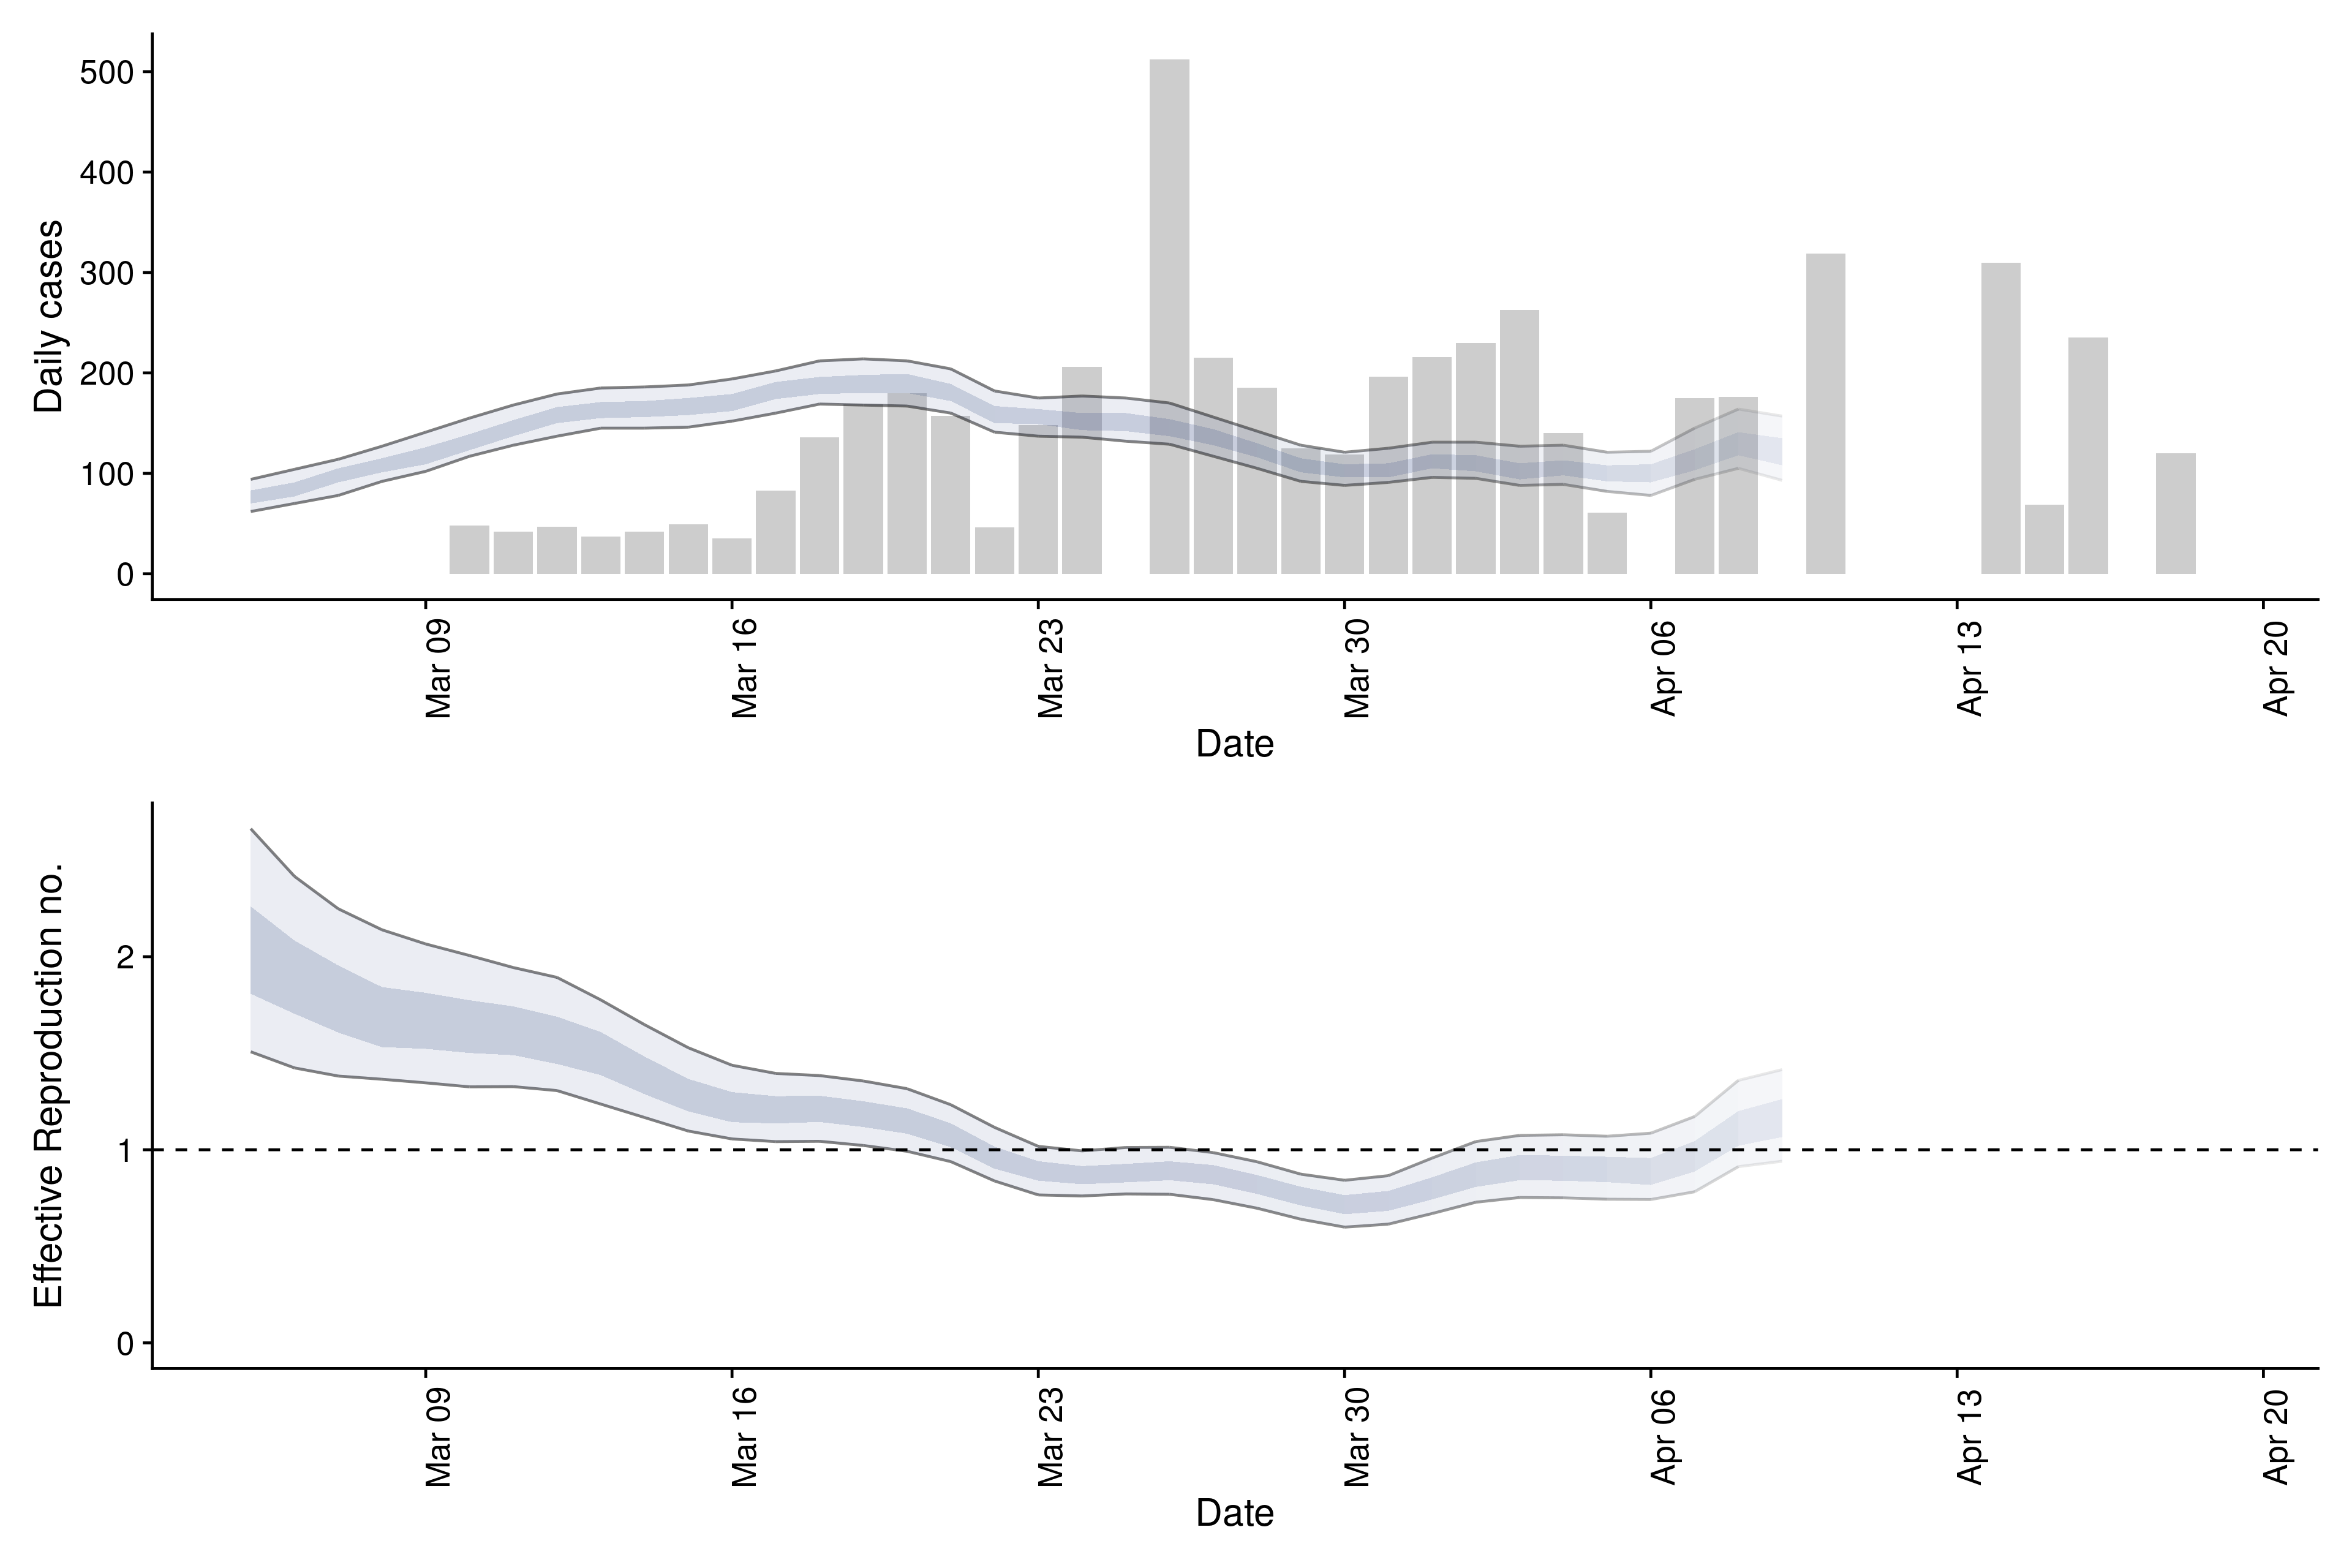 Daily cases
500
400
300
200
100
0
Mar 09
Mar 16
Mar 23
Mar 30
Apr 06
Apr 13
Apr 20
Date
Effective Reproduction no.
2
1
0
Mar 09
Mar 16
Mar 23
Mar 30
Apr 06
Apr 13
Apr 20
Date